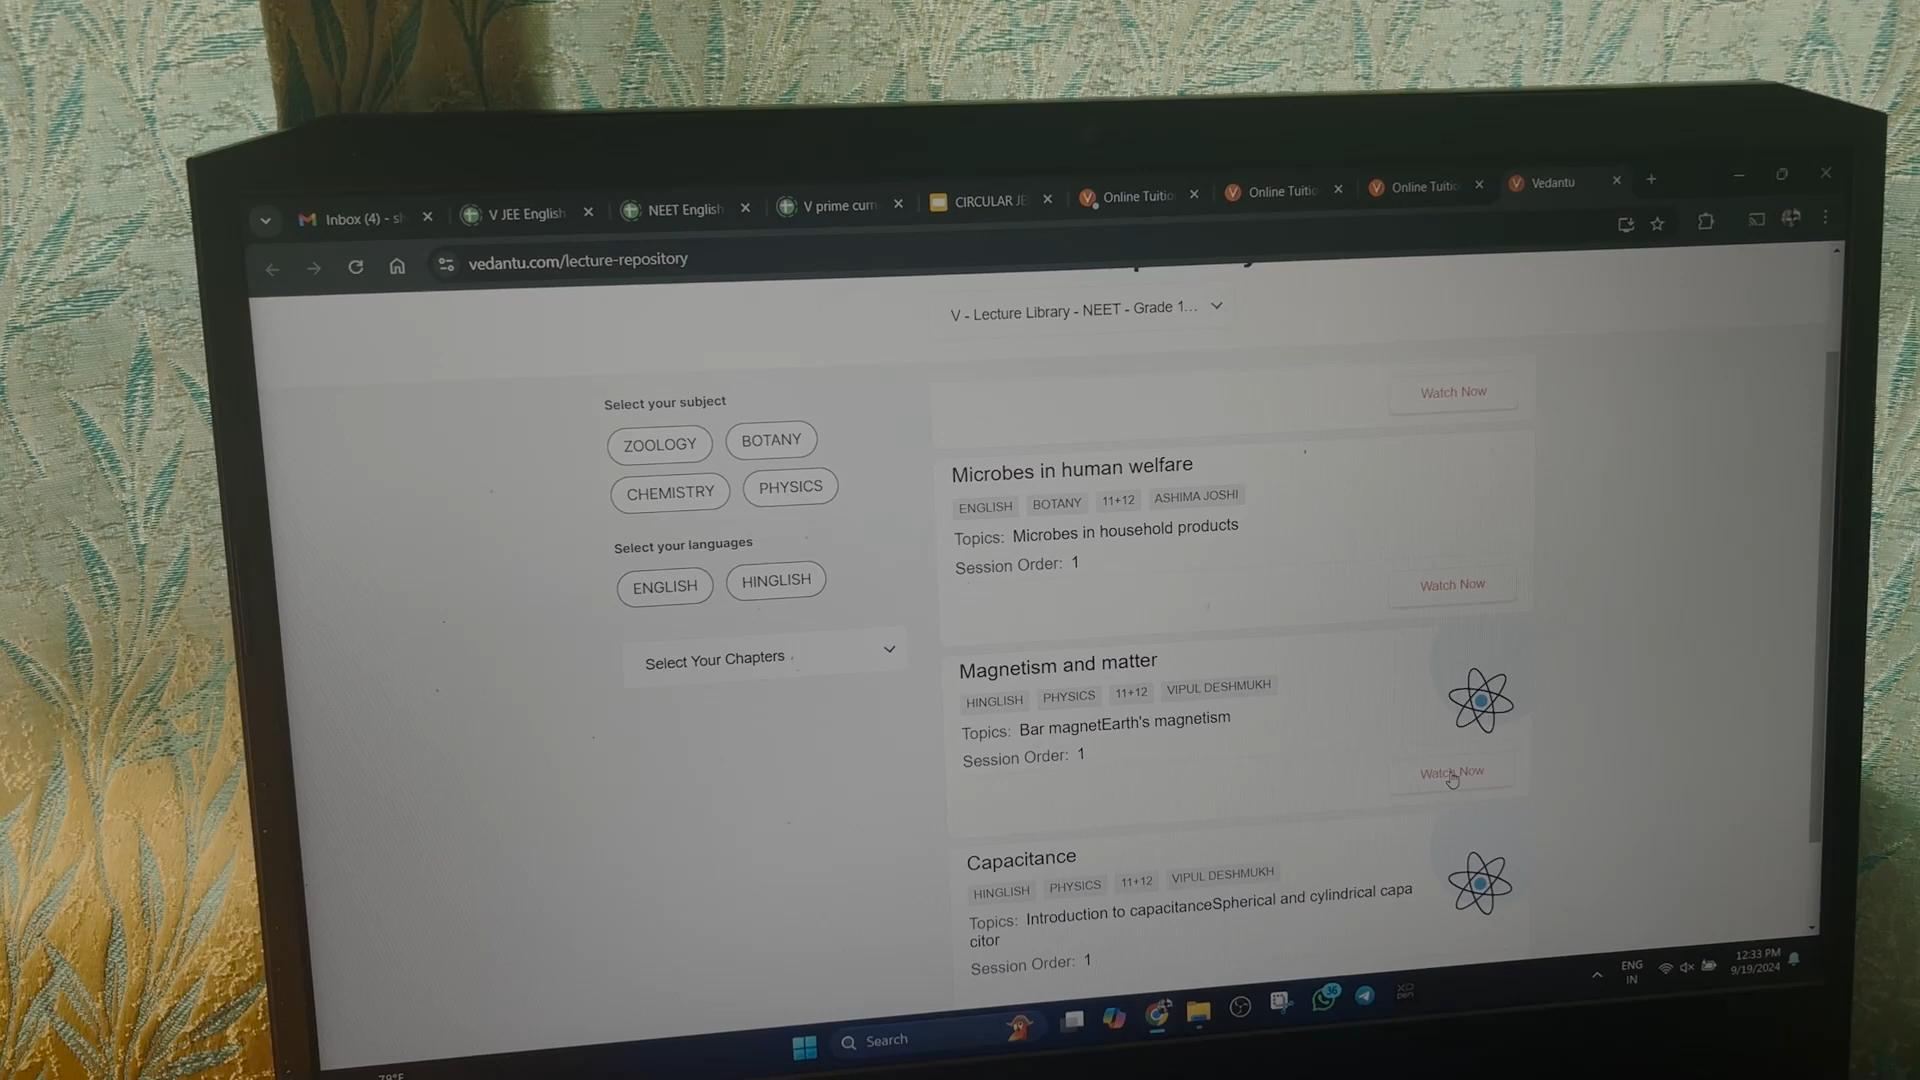 Inbox (4) - s
V JEE English
NEET English
V prime curr
CIRCULAR JE
Online Tuitio
Online Tuitio
Online Tuitio
Vedantu
vedantu.com/lecture-repository
V - Lecture Library - NEET - Grade 1...
Select your subject
ZOOLOGY
BOTANY
CHEMISTRY
PHYSICS
Select your languages
ENGLISH
HINGLISH
Select Your Chapters
Watch Now
Microbes in human welfare
ENGLISH BOTANY 11+12 ASHIMA JOSHI
Topics: Microbes in household products
Session Order: 1
Watch Now
Magnetism and matter
HINGLISH PHYSICS 11+12 VIPUL DESHMUKH
Topics: Bar magnetEarth's magnetism
Session Order: 1
Watch Now
Capacitance
HINGLISH PHYSICS 11+12 VIPUL DESHMUKH
Topics: Introduction to capacitanceSpherical and cylindrical capa
citor
Session Order: 1
Search
36
ENG
IN
12:33 PM
9/19/2024